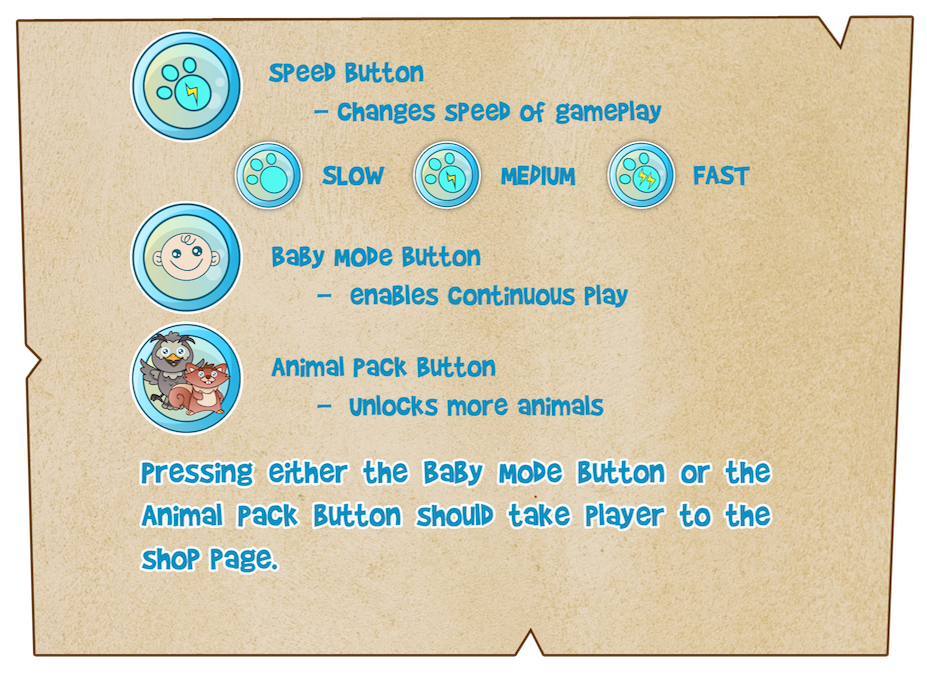 Speed Button
– Changes speed of gameplay
SLOW MEDIUM FAST
Baby Mode Button
– enables continuous play
Animal Pack Button
– unlocks more animals
Pressing either the Baby Mode Button or the
Animal Pack Button should take player to the
shop page.